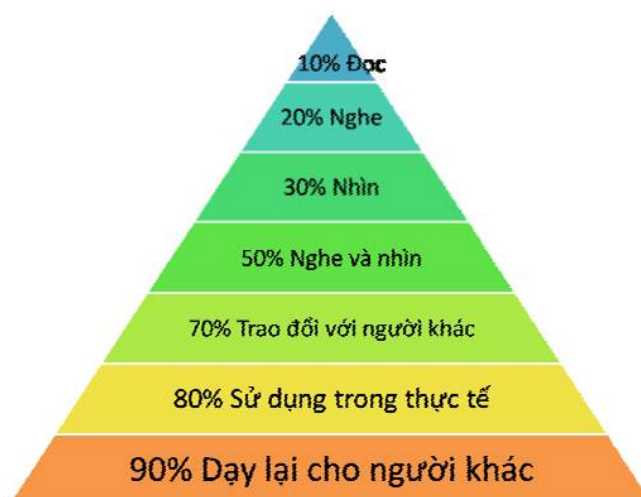 10% Đọc
20% Nghe
30% Nhìn
50% Nghe và nhìn
70% Trao đổi với người khác
80% Sử dụng trong thực tế
90% Dạy lại cho người khác